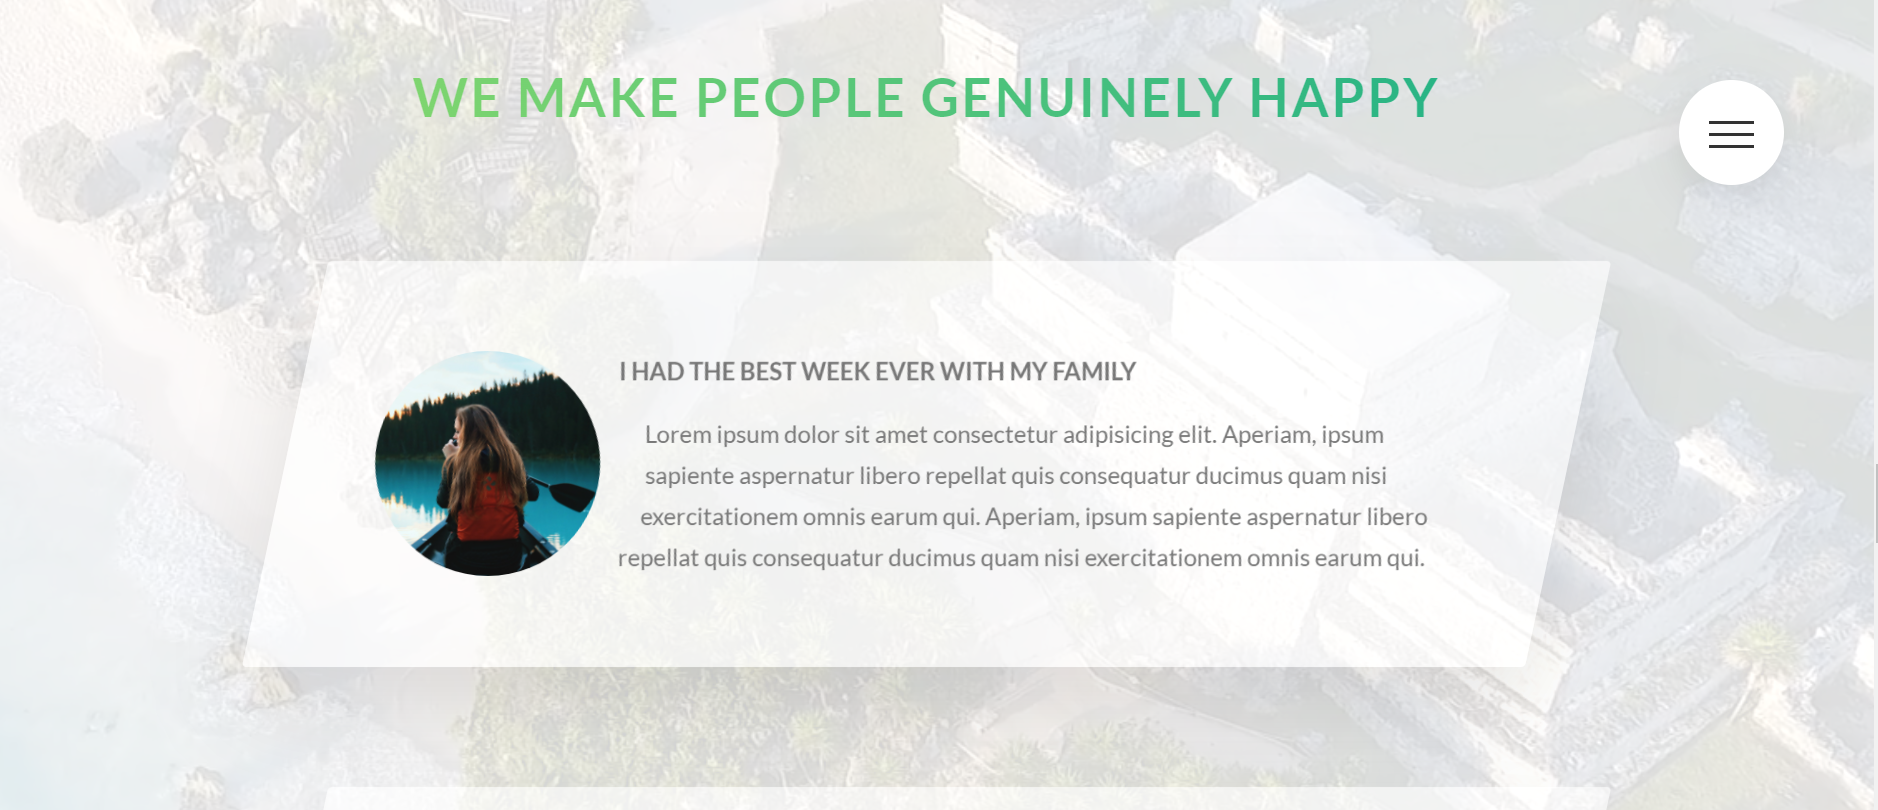 WE MAKE PEOPLE GENUINELY HAPPY
I HAD THE BEST WEEK EVER WITH MY FAMILY
Lorem ipsum dolor sit amet consectetur adipisicing elit. Aperiam, ipsum
sapiente aspernatur libero repellat quis consequatur ducimus quam nisi
exercitationem omnis earum qui. Aperiam, ipsum sapiente aspernatur libero
repellat quis consequatur ducimus quam nisi exercitationem omnis earum qui.